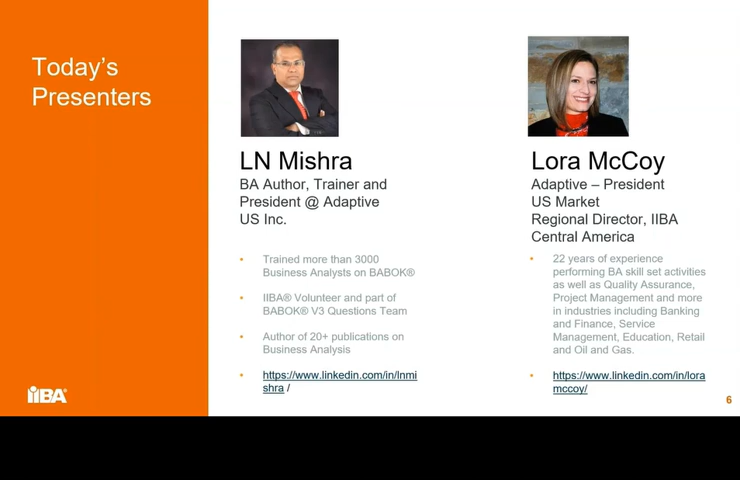 Today's
Presenters
LN Mishra
BA Author, Trainer and
President @ Adaptive
US Inc.
• Trained more than 3000
Business Analysts on BABOK®
• IIBA® Volunteer and part of
BABOK® V3 Questions Team
• Author of 20+ publications on
Business Analysis
• https://www.linkedin.com/in/lnmi
shra /
Lora McCoy
Adaptive – President
US Market
Regional Director, IIBA
Central America
• 22 years of experience
performing BA skill set activities
as well as Quality Assurance,
Project Management and more
in industries including Banking
and Finance, Service
Management, Education, Retail
and Oil and Gas.
• https://www.linkedin.com/in/lora
mccoy/
iiBA®
6